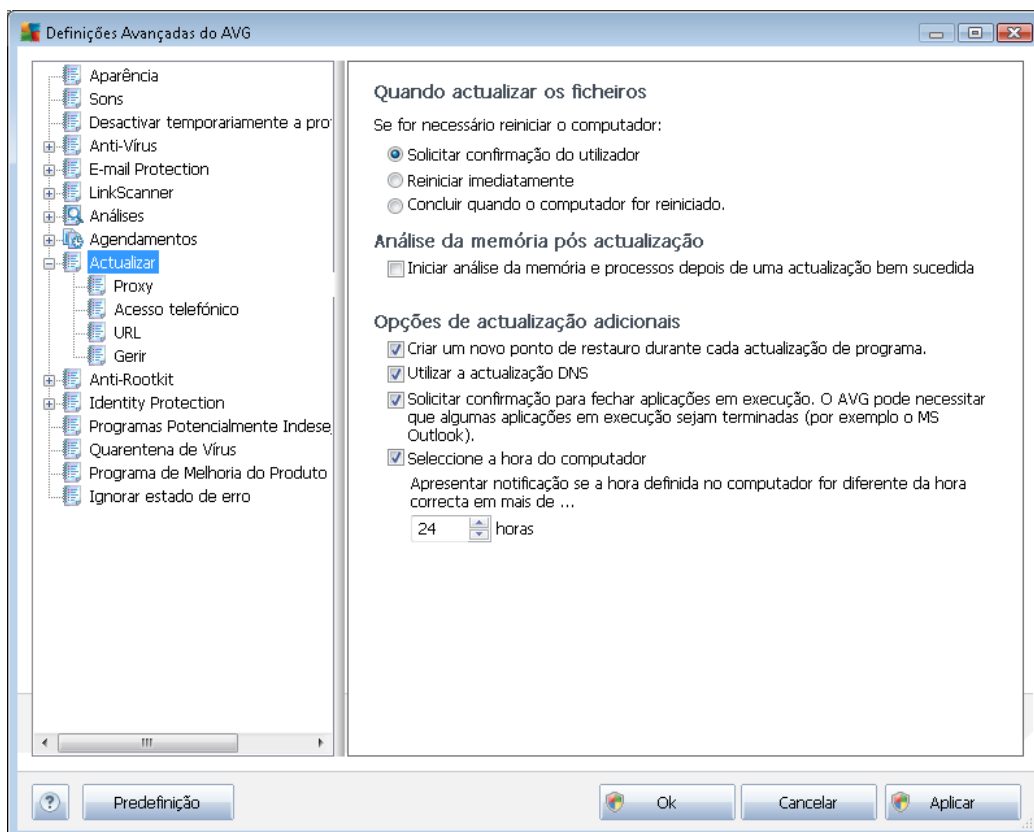 Definições Avançadas do AVG
Aparência
Sons
Desactivar temporariamente a pro
Anti-Vírus
E-mail Protection
LinkScanner
Análises
Agendamentos
Actualizar
Proxy
Acesso telefónico
URL
Gerir
Anti-Rootkit
Identity Protection
Programas Potencialmente Indese
Quarentena de Vírus
Programa de Melhoria do Produto
Ignorar estado de erro
Quando actualizar os ficheiros
Se for necessário reiniciar o computador:
Solicitar confirmação do utilizador
Reiniciar imediatamente
Concluir quando o computador for reiniciado.
Análise da memória pós actualização
Iniciar análise da memória e processos depois de uma actualização bem sucedida
Opções de actualização adicionais
Criar um novo ponto de restauro durante cada actualização de programa.
Utilizar a actualização DNS
Solicitar confirmação para fechar aplicações em execução. O AVG pode necessitar
que algumas aplicações em execução sejam terminadas (por exemplo o MS
Outlook).
Seleccione a hora do computador
Apresentar notificação se a hora definida no computador for diferente da hora
correcta em mais de ...
24 horas
? Predefinição Ok Cancelar Aplicar